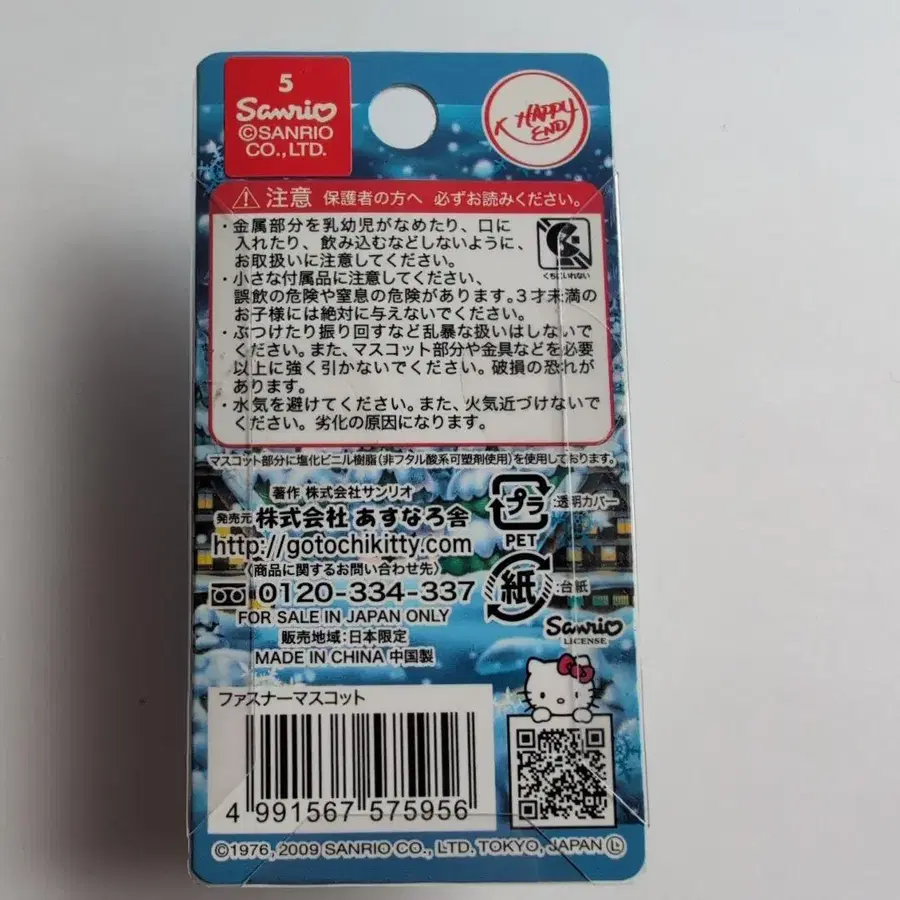 5
Sanrio
©SANRIO
CO.,LTD.
HAPPY
END
注意 保護者の方へ 必ずお読みください。
・金属部分を乳幼児がなめたり、口に
入れたり、飲み込むなどしないように、
お取扱いに注意してください。
くちにいれない
・小さな付属品に注意してください、
誤飲の危険や窒息の危険があります。3才未満の
お子様には絶対に与えないでください。
・ぶつけたり振り回すなど乱暴な扱いはしないで
ください。また、マスコット部分や金具などを必要
以上に強く引かないでください。破損の恐れが
あります。
・水気を避けてください。また、火気近づけないで
ください。劣化の原因になります。
マスコット部分に塩化ビニル樹脂(非フタル酸系可塑剤使用)を使用しております。
著作 株式会社サンリオ
発売元 株式会社 あすなろ舎
http://gotochikitty.com
〈商品に関するお問い合わせ先〉
0120-334-337
FOR SALE IN JAPAN ONLY
販売地域:日本限定
MADE IN CHINA 中国製
プラ :透明カバー
PET
紙 :台紙
Sanrio
LICENSE
ファスナーマスコット
4 991567 575956
©1976, 2009 SANRIO CO., LTD. TOKYO, JAPAN Ⓛ